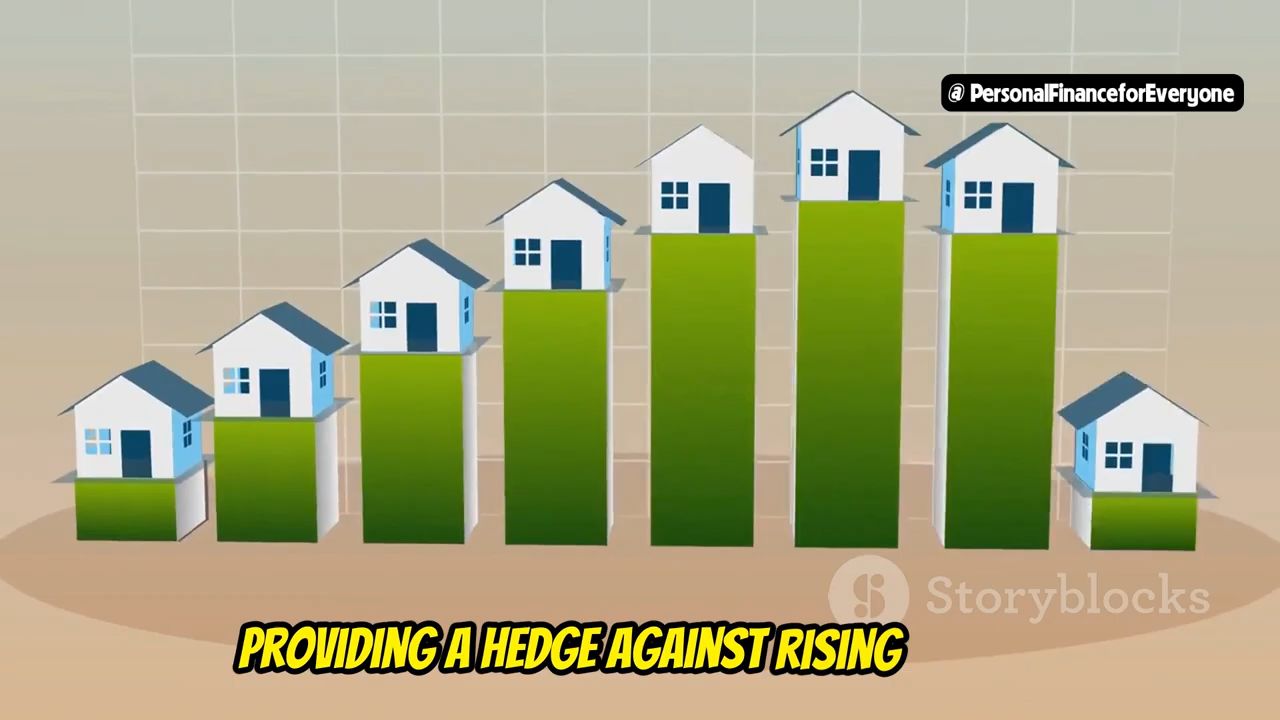 @ PersonalFinanceforEveryone
Storyblocks
PROVIDING A HEDGE AGAINST RISING